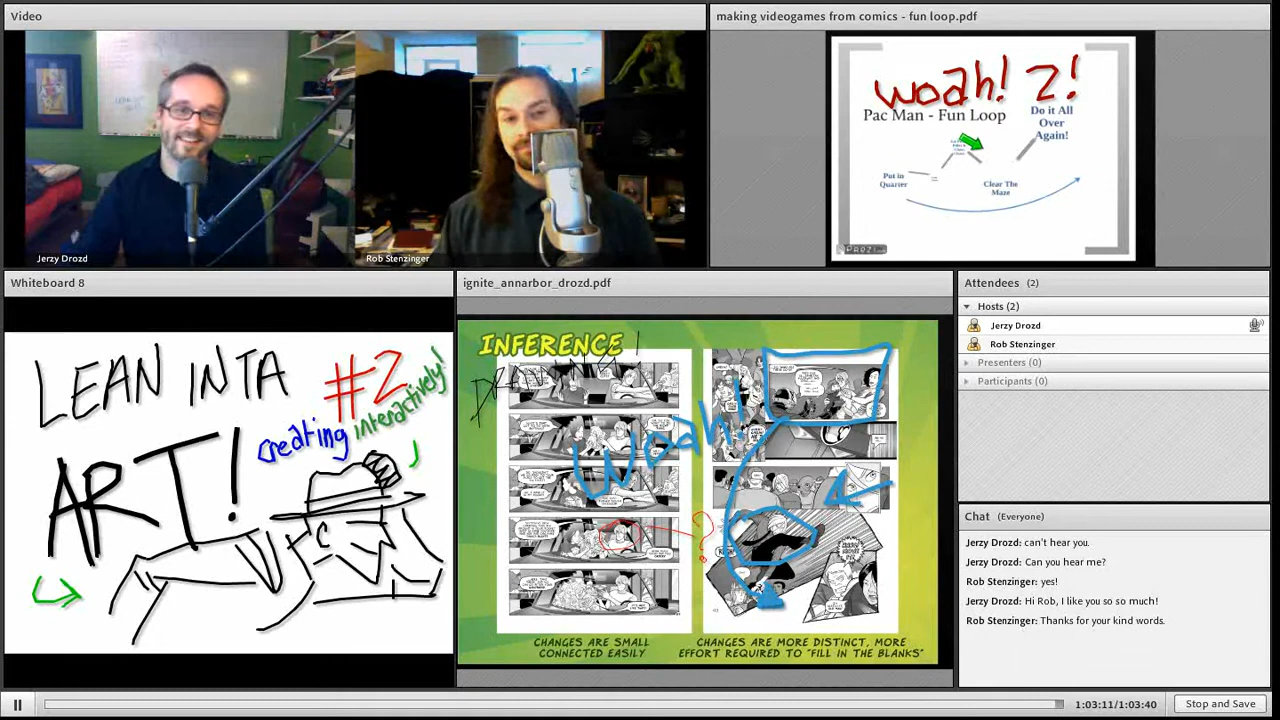 Video
Jerzy Drozd
Rob Stenzinger
making videogames from comics - fun loop.pdf
woah! 2!
Pac Man - Fun Loop
Do it All
Over
Again!
Put in
Quarter
=
Clear The
Maze
Whiteboard 8
LEAN INTA
#2
creating interactively
ART!
ignite_annarbor_drozd.pdf
INFERENCE!
Woah!
?
CHANGES ARE SMALL
CONNECTED EASILY
CHANGES ARE MORE DISTINCT, MORE
EFFORT REQUIRED TO "FILL IN THE BLANKS"
Attendees (2)
Hosts (2)
Jerzy Drozd
Rob Stenzinger
Presenters (0)
Participants (0)
Chat (Everyone)
Jerzy Drozd: can't hear you.
Jerzy Drozd: Can you hear me?
Rob Stenzinger: yes!
Jerzy Drozd: Hi Rob, I like you so so much!
Rob Stenzinger: Thanks for your kind words.
1:03:11/1:03:40
Stop and Save